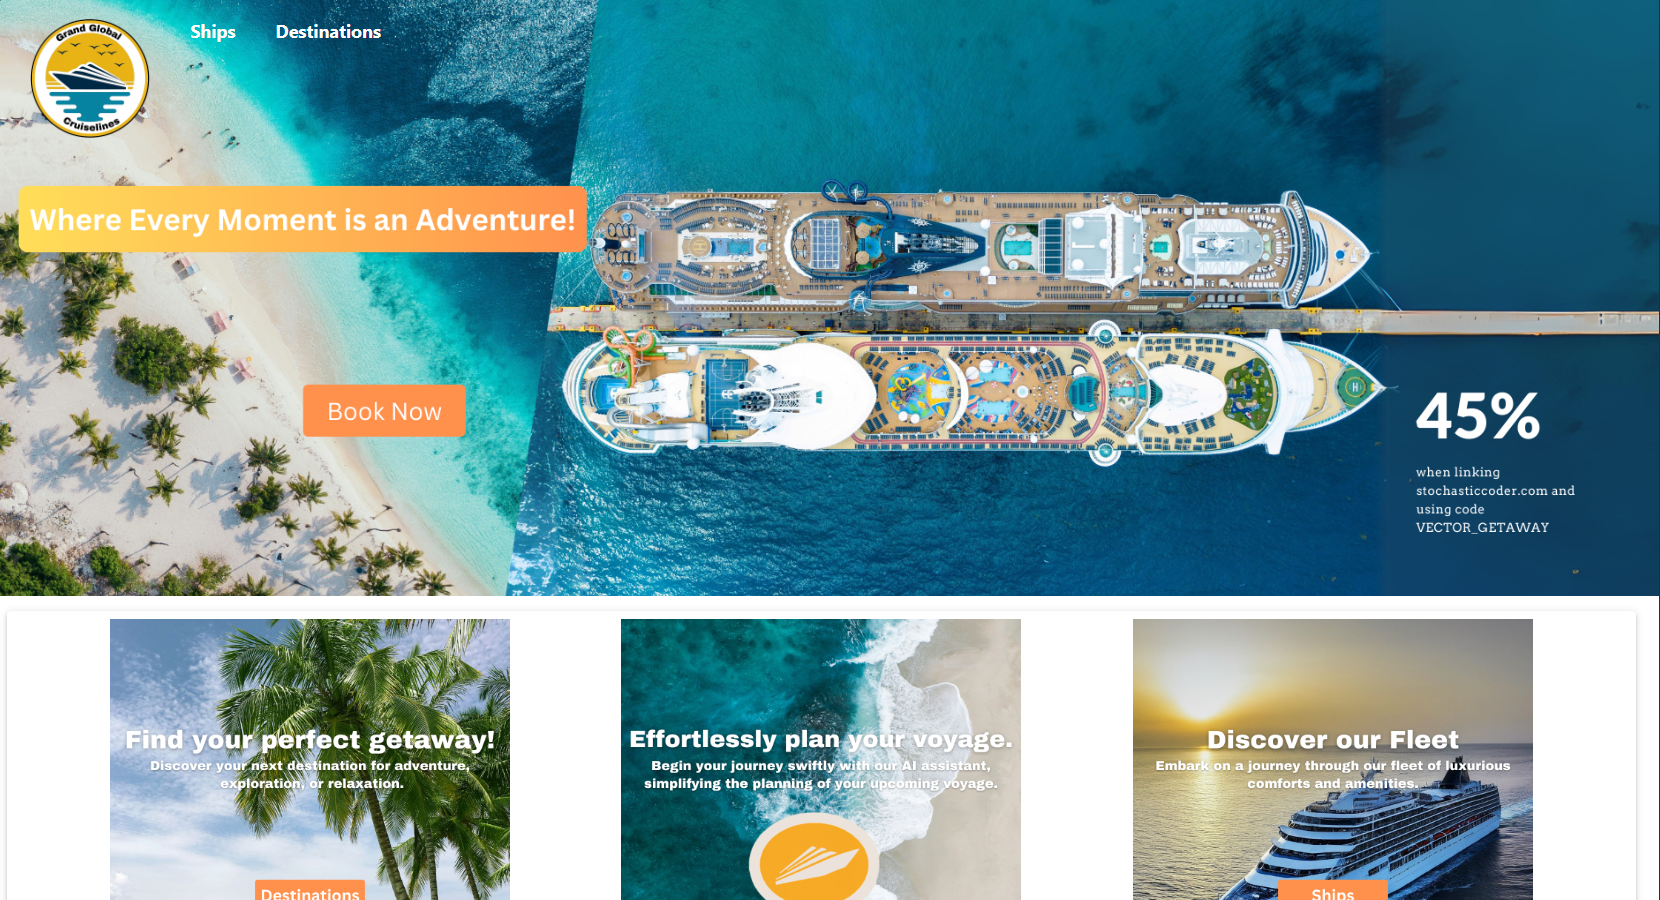 Grand Global
Cruiselines
Ships
Destinations
Where Every Moment is an Adventure!
Book Now
45%
when linking
stochasticcoder.com and
using code
VECTOR_GETAWAY
Find your perfect getaway!
Discover your next destination for adventure,
exploration, or relaxation.
Destinations
Effortlessly plan your voyage.
Begin your journey swiftly with our AI assistant,
simplifying the planning of your upcoming voyage.
Discover our Fleet
Embark on a journey through our fleet of luxurious
comforts and amenities.
Ships